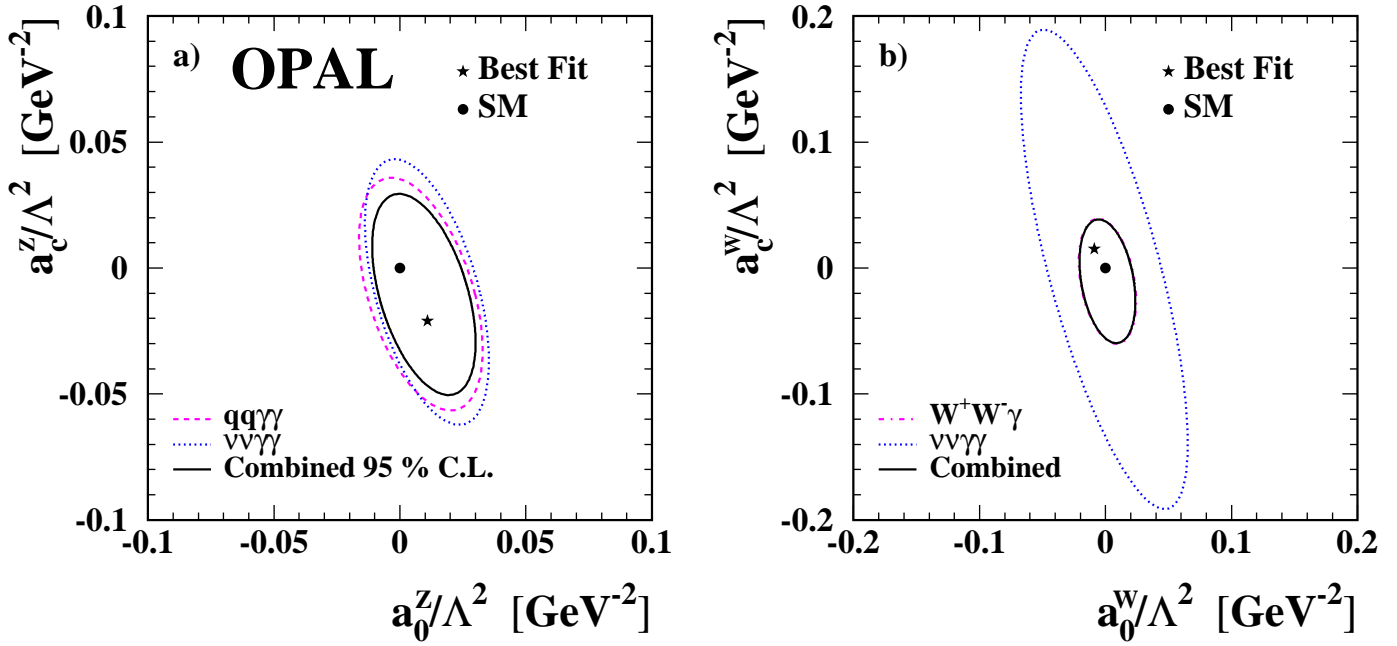 a) OPAL
★ Best Fit
● SM
qqγγ
ννγγ
Combined 95 % C.L.
0.1
0.05
0
-0.05
-0.1
-0.1 -0.05 0 0.05 0.1
a_c^Z/Λ^2 [GeV^-2]
a_0^Z/Λ^2 [GeV^-2]
b)
★ Best Fit
● SM
W^+W^-γ
ννγγ
Combined
0.2
0.1
0
-0.1
-0.2
-0.2 -0.1 0 0.1 0.2
a_c^W/Λ^2 [GeV^-2]
a_0^W/Λ^2 [GeV^-2]